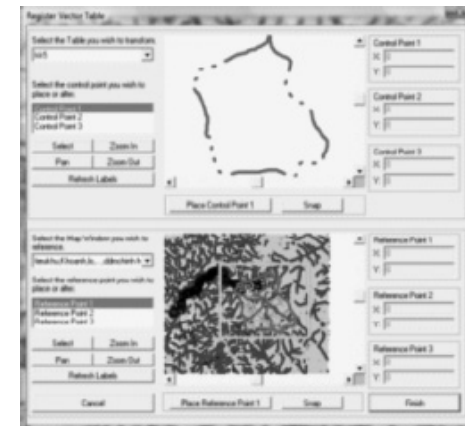 Register Vector Table
Select the Table you wish to transform.
Select the control point you wish to
place or alter.
Control Point 1
Control Point 2
Control Point 3
Select
Zoom In
Pan
Zoom Out
Refresh Labels
Place Control Point 1
Snap
Control Point 1
X:
Y:
Control Point 2
X:
Y:
Control Point 3
X:
Y:
Select the Map Window you wish to
reference.
Select the reference point you wish to
place or alter.
Reference Point 1
Reference Point 2
Reference Point 3
Select
Zoom In
Pan
Zoom Out
Refresh Labels
Cancel
Place Reference Point 1
Snap
Reference Point 1
X:
Y:
Reference Point 2
X:
Y:
Reference Point 3
X:
Y:
Finish